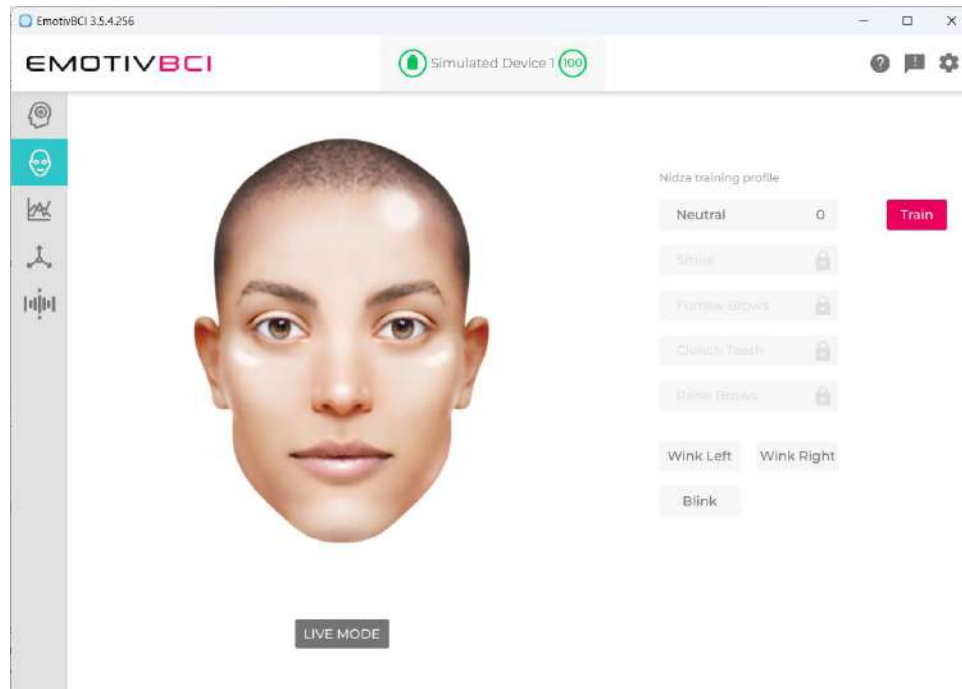 EmotivBCI 3.5.4.256
EMOTIVBCI
Simulated Device 1 100
Nidza training profile
Neutral 0 Train
Smile
Furrow Brows
Clench Teeth
Raise Brows
Wink Left Wink Right
Blink
LIVE MODE